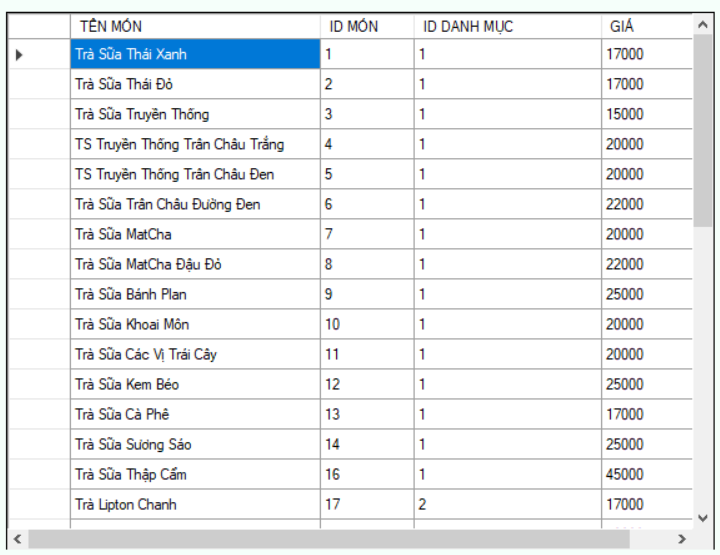 TÊN MÓN ID MÓN ID DANH MỤC GIÁ
Trà Sữa Thái Xanh 1 1 17000
Trà Sữa Thái Đỏ 2 1 17000
Trà Sữa Truyền Thống 3 1 15000
TS Truyền Thống Trân Châu Trắng 4 1 20000
TS Truyền Thống Trân Châu Đen 5 1 20000
Trà Sữa Trân Châu Đường Đen 6 1 22000
Trà Sữa MatCha 7 1 20000
Trà Sữa MatCha Đậu Đỏ 8 1 22000
Trà Sữa Bánh Plan 9 1 25000
Trà Sữa Khoai Môn 10 1 20000
Trà Sữa Các Vị Trái Cây 11 1 20000
Trà Sữa Kem Béo 12 1 25000
Trà Sữa Cà Phê 13 1 17000
Trà Sữa Sương Sáo 14 1 25000
Trà Sữa Thập Cẩm 16 1 45000
Trà Lipton Chanh 17 2 17000